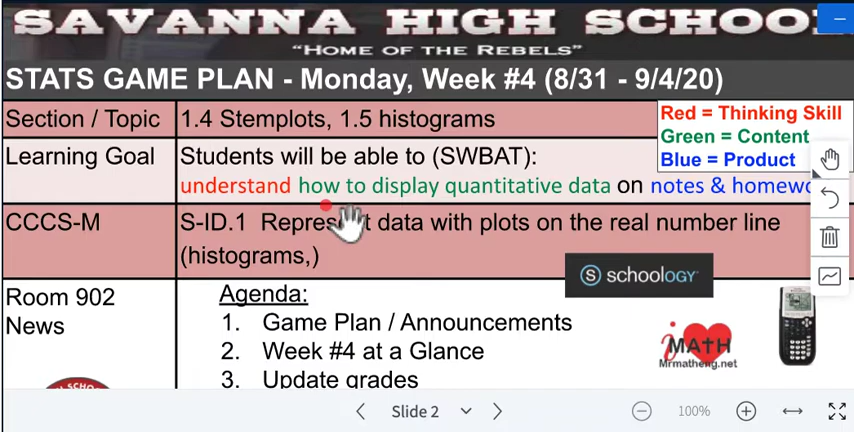 SAVANNA HIGH SCHOOL
"HOME OF THE REBELS"
STATS GAME PLAN - Monday, Week #4 (8/31 - 9/4/20)
Section / Topic 1.4 Stemplots, 1.5 histograms
Red = Thinking Skill
Green = Content
Blue = Product
Learning Goal Students will be able to (SWBAT):
understand how to display quantitative data on notes &
CCCS-M S-ID.1 Represent data with plots on the real number line
(histograms,)
S schoology
Room 902
News
Agenda:
1. Game Plan / Announcements
2. Week #4 at a Glance
3. Update grades
iMATH
Mrmatheng.net
SCHO
Slide 2
100%